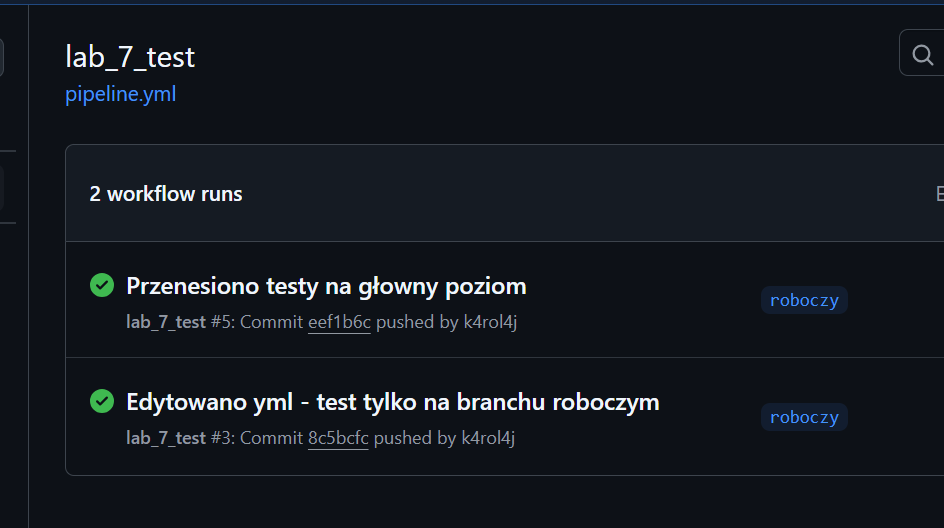 lab_7_test
pipeline.yml
2 workflow runs
Przenesiono testy na głowny poziom
roboczy
lab_7_test #5: Commit eef1b6c pushed by k4rol4j
Edytowano yml - test tylko na branchu roboczym
roboczy
lab_7_test #3: Commit 8c5bcfc pushed by k4rol4j